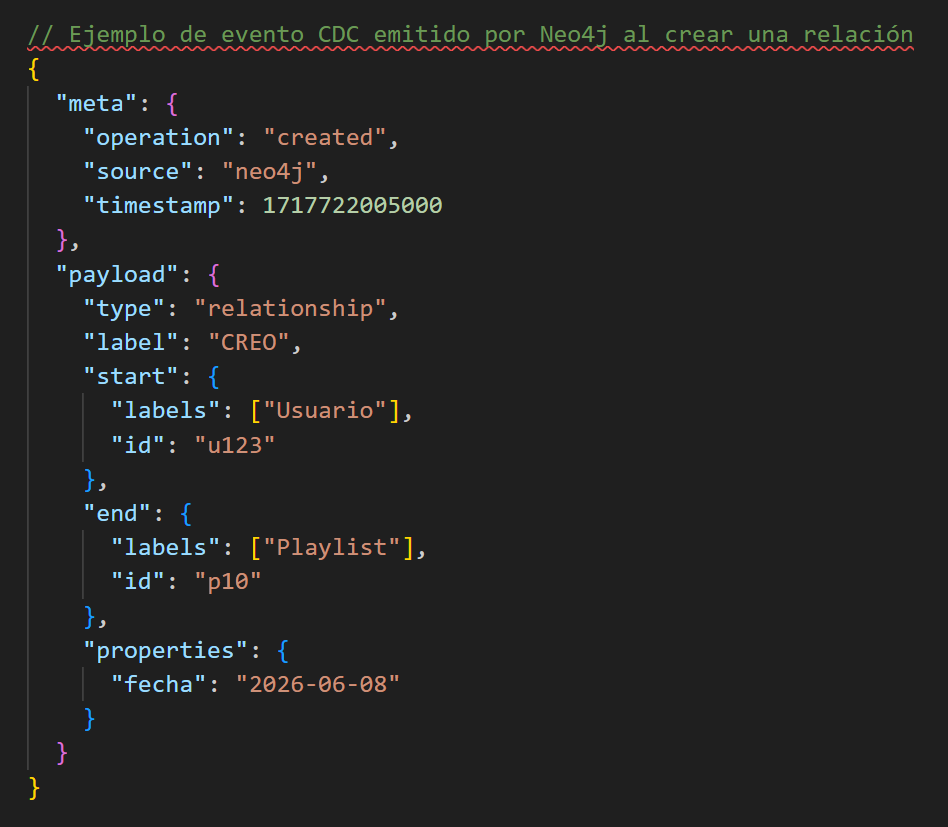 // Ejemplo de evento CDC emitido por Neo4j al crear una relación
{
  "meta": {
    "operation": "created",
    "source": "neo4j",
    "timestamp": 1717722005000
  },
  "payload": {
    "type": "relationship",
    "label": "CREO",
    "start": {
      "labels": ["Usuario"],
      "id": "u123"
    },
    "end": {
      "labels": ["Playlist"],
      "id": "p10"
    },
    "properties": {
      "fecha": "2026-06-08"
    }
  }
}